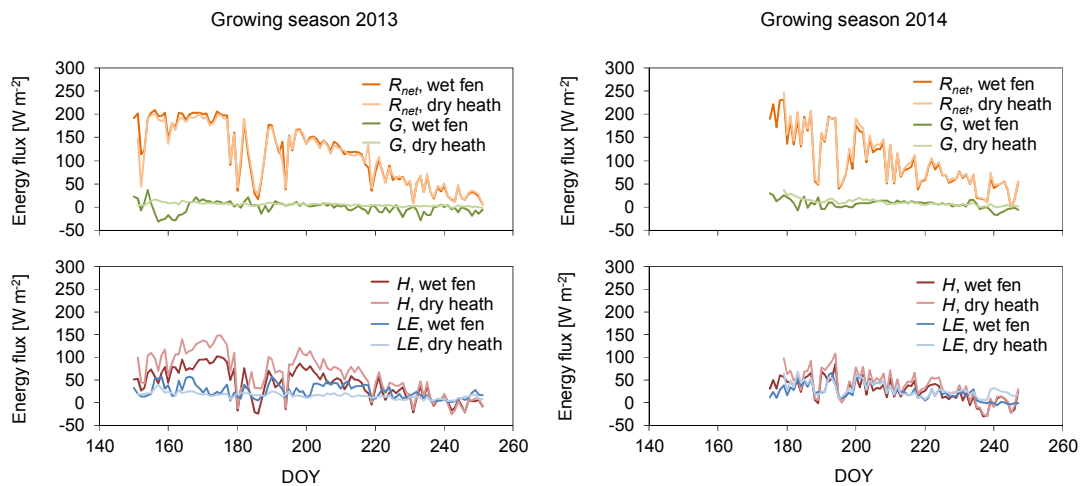 Growing season 2013
Growing season 2014
Energy flux [W m-2]
300
250
200
150
100
50
0
-50
Rnet, wet fen
Rnet, dry heath
G, wet fen
G, dry heath
Energy flux [W m-2]
300
250
200
150
100
50
0
-50
Rnet, wet fen
Rnet, dry heath
G, wet fen
G, dry heath
Energy flux [W m-2]
300
250
200
150
100
50
0
-50
H, wet fen
H, dry heath
LE, wet fen
LE, dry heath
140 160 180 200 220 240 260
DOY
Energy flux [W m-2]
300
250
200
150
100
50
0
-50
H, wet fen
H, dry heath
LE, wet fen
LE, dry heath
140 160 180 200 220 240 260
DOY